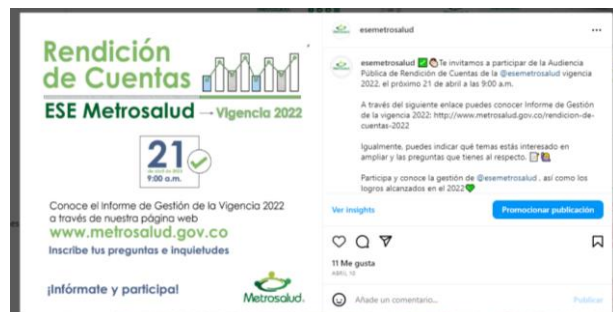 Rendición
de Cuentas
ESE Metrosalud → Vigencia 2022
21
de abril de 2023
9:00 a.m.
Conoce el Informe de Gestión de la Vigencia 2022
a través de nuestra página web
www.metrosalud.gov.co
Inscribe tus preguntas e inquietudes
¡Infórmate y participa!
Metrosalud.
esemetrosalud
esemetrosalud ✅ Te invitamos a participar de la Audiencia
Pública de Rendición de Cuentas de la @esemetrosalud vigencia
2022, el próximo 21 de abril a las 9:00 a.m.
A través del siguiente enlace puedes conocer Informe de Gestión
de la vigencia 2022: http://www.metrosalud.gov.co/rendicion-de-
cuentas-2022
Igualmente, puedes indicar qué temas estás interesado en
ampliar y las preguntas que tienes al respecto.
Participa y conoce la gestión de @esemetrosalud , así como los
logros alcanzados en el 2022💚
Ver insights
Promocionar publicación
11 Me gusta
Añade un comentario...
Publicar